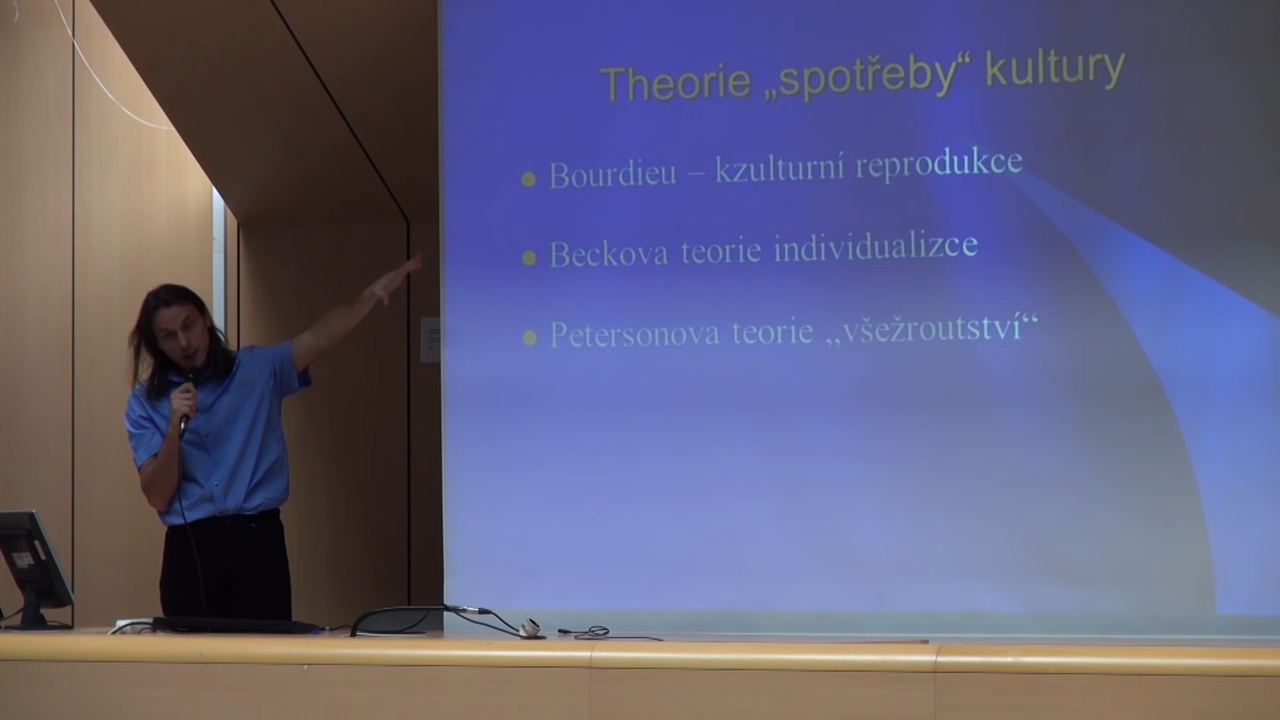 Theorie „spotřeby“ kultury
Bourdieu – kzulturní reprodukce
Beckova teorie individualizce
Petersonova teorie „všežroutství“